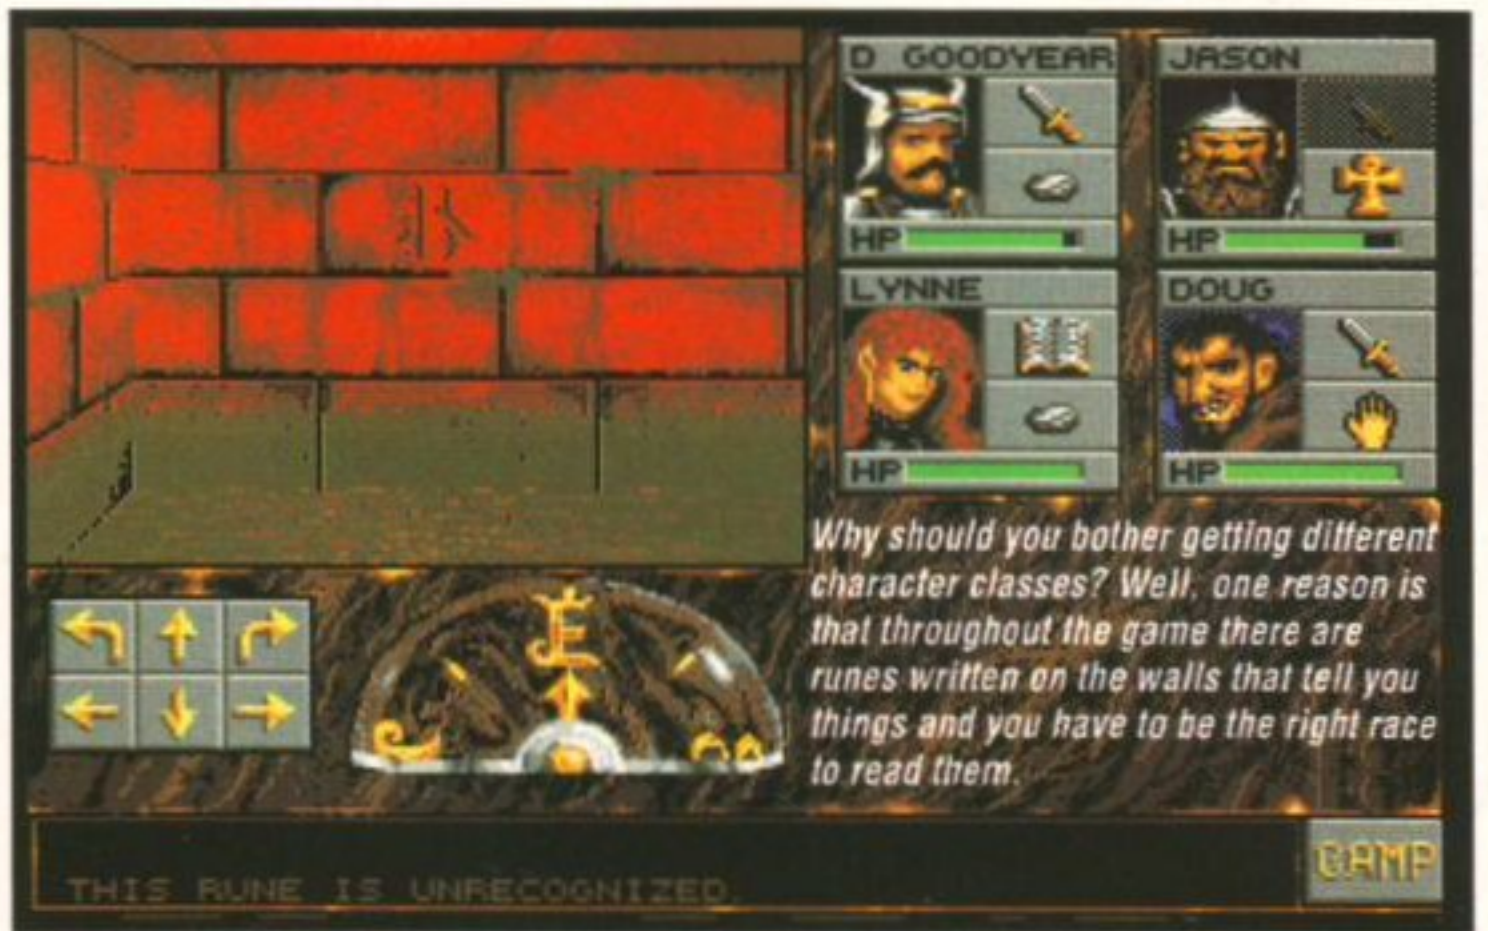 D GOODYEAR
JASON
HP
HP
LYNNE
DOUG
HP
HP
Why should you bother getting different
character classes? Well, one reason is
that throughout the game there are
runes written on the walls that tell you
things and you have to be the right race
to read them.
E
THIS RUNE IS UNRECOGNIZED.
CAMP